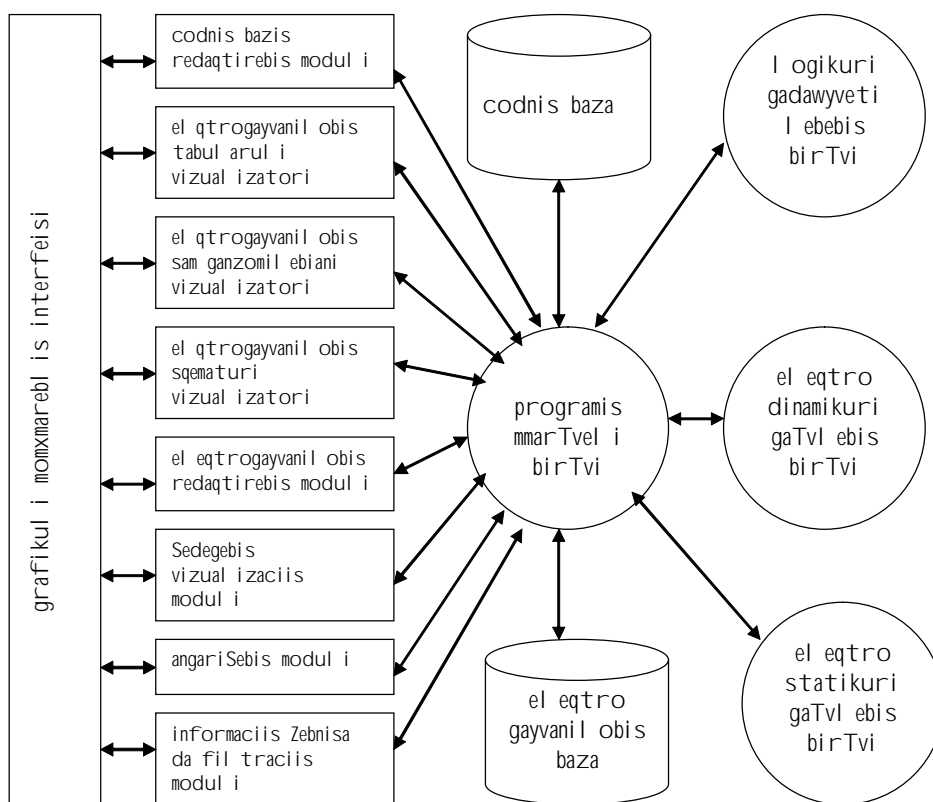 grafikuli momxmareblis interfeisi
codnis bazis
redaqtirebis moduli
elqtrogayvanilobis
tabularuli
vizualizatori
elqtrogayvanilobis
samganzomilebiani
vizualizatori
elqtrogayvanilobis
sqematuri
vizualizatori
eleqtrogayvanilobis
redaqtirebis moduli
Sedegebis
vizualizaciis
moduli
angariSebis moduli
informaciis Zebnisa
da filtraciis
moduli
codnis baza
programis
mmarTveli
birTvi
eleqtro
gayvanilobis
baza
logikuri
gadawyveti
lebebis
birTvi
eleqtro
dinamikuri
gaTvlebis
birTvi
eleqtro
statikuri
gaTvlebis
birTvi